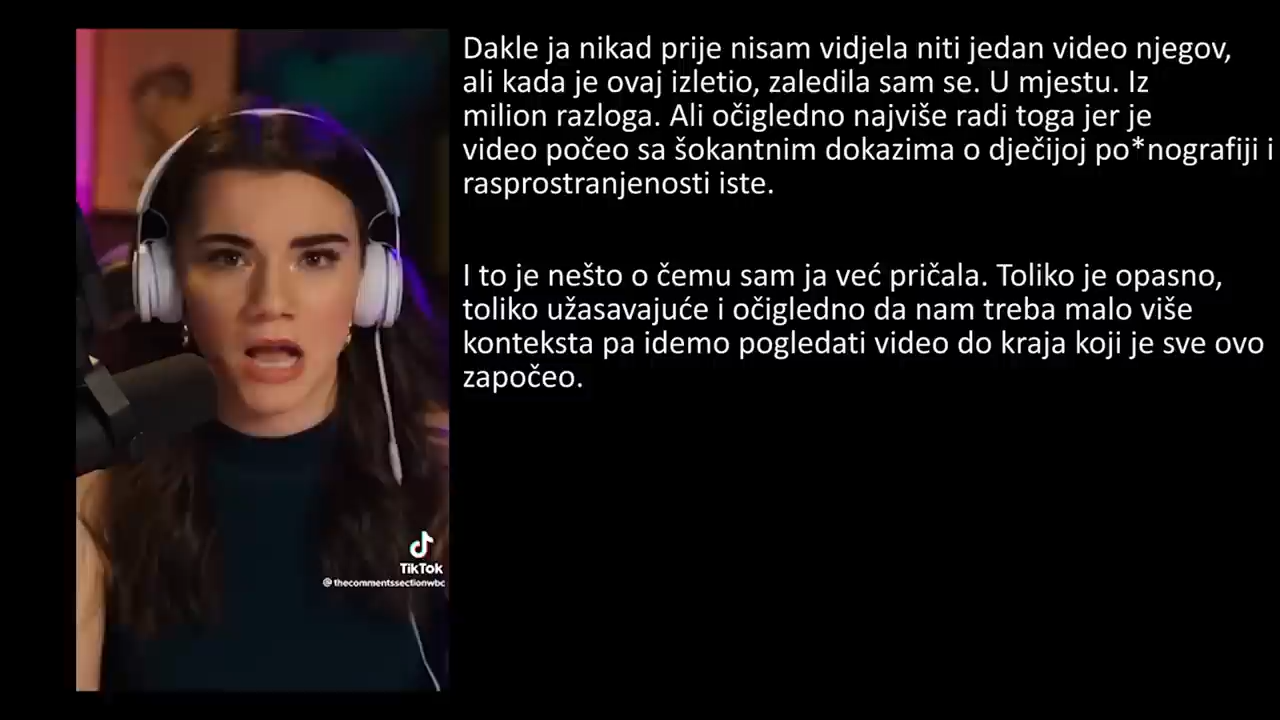 Dakle ja nikad prije nisam vidjela niti jedan video njegov,
ali kada je ovaj izletio, zaledila sam se. U mjestu. Iz
milion razloga. Ali očigledno najviše radi toga jer je
video počeo sa šokantnim dokazima o dječijoj po*nografiji i
rasprostranjenosti iste.
I to je nešto o čemu sam ja već pričala. Toliko je opasno,
toliko užasavajuće i očigledno da nam treba malo više
konteksta pa idemo pogledati video do kraja koji je sve ovo
započeo.
TikTok
@thecommentssectionwbc